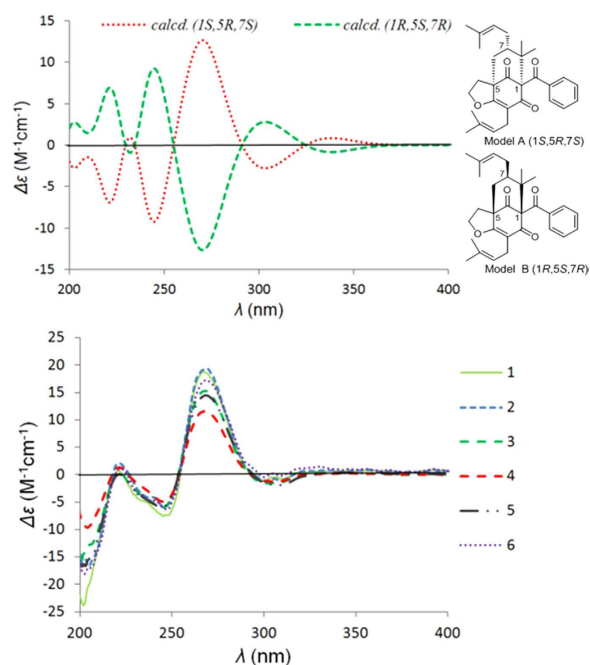 calcd. (1S,5R,7S)
calcd. (1R,5S,7R)
Δε (M-1cm-1)
15
10
5
0
-5
-10
-15
200 250 300 350 400
λ (nm)
7
O
O
5
1
O
O
Model A (1S,5R,7S)
7
O
O
5
1
O
O
Model B (1R,5S,7R)
Δε (M-1cm-1)
25
20
15
10
5
0
-5
-10
-15
-20
-25
200 250 300 350 400
λ (nm)
1
2
3
4
5
6